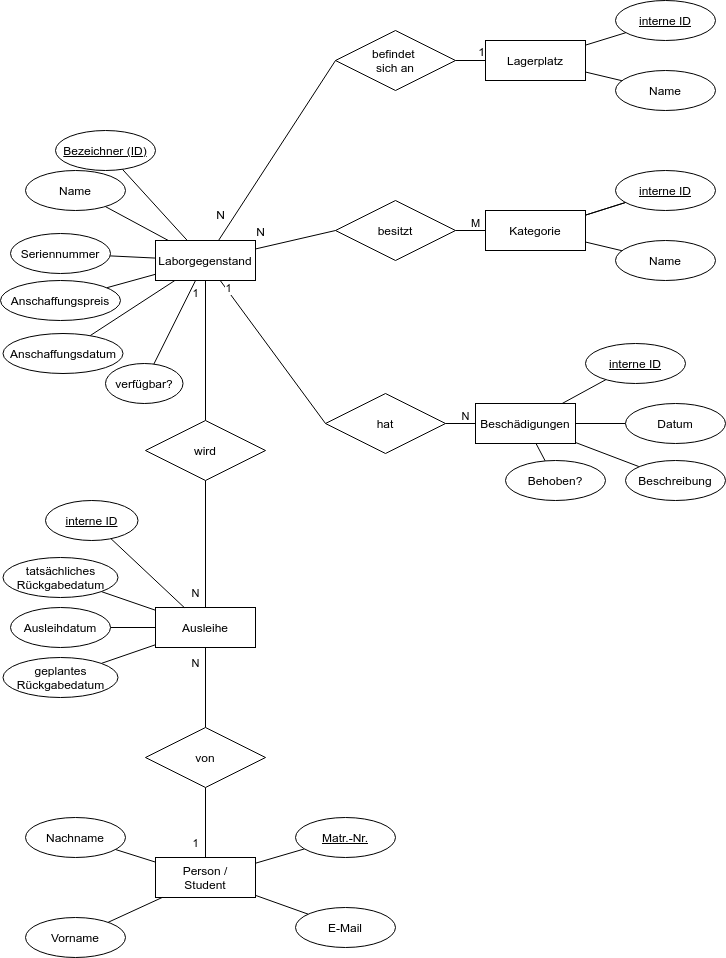 interne ID
befindet
sich an
1
Lagerplatz
Name
Bezeichner (ID)
Name
N
N
besitzt
M
Kategorie
interne ID
Name
Seriennummer
Laborgegenstand
Anschaffungspreis
1
1
Anschaffungsdatum
verfügbar?
interne ID
hat
N
Beschädigungen
Datum
Behoben?
Beschreibung
wird
interne ID
tatsächliches
Rückgabedatum
N
Ausleihdatum
Ausleihe
geplantes
Rückgabedatum
N
von
Nachname
1
Matr.-Nr.
Person /
Student
Vorname
E-Mail